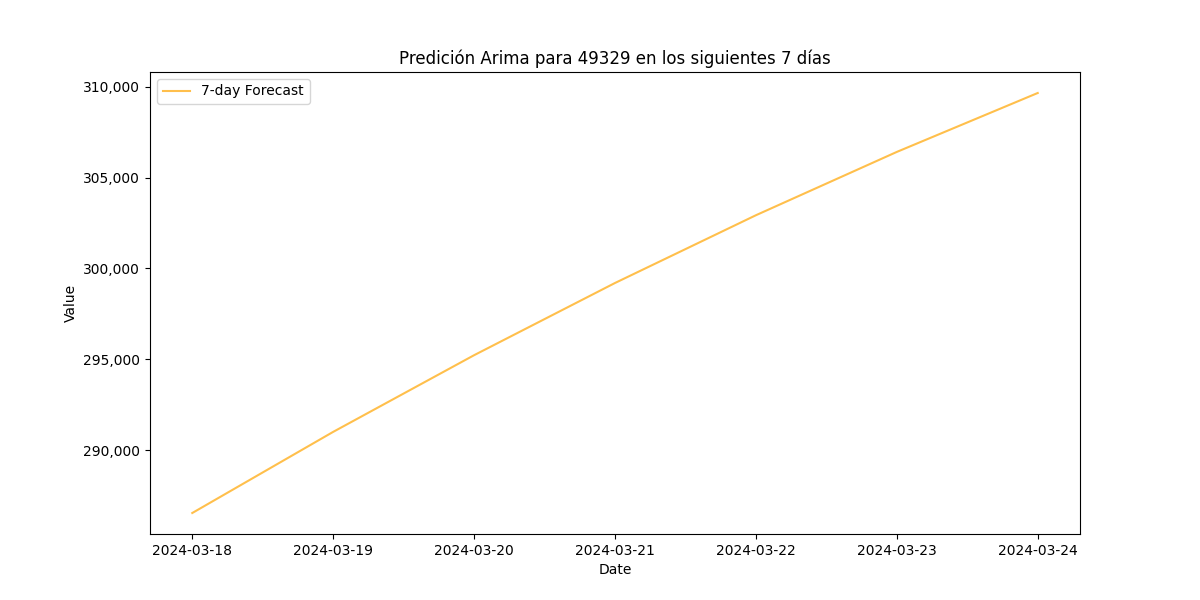 Predición Arima para 49329 en los siguientes 7 días
7-day Forecast
310,000
305,000
300,000
295,000
290,000
Value
2024-03-18 2024-03-19 2024-03-20 2024-03-21 2024-03-22 2024-03-23 2024-03-24
Date